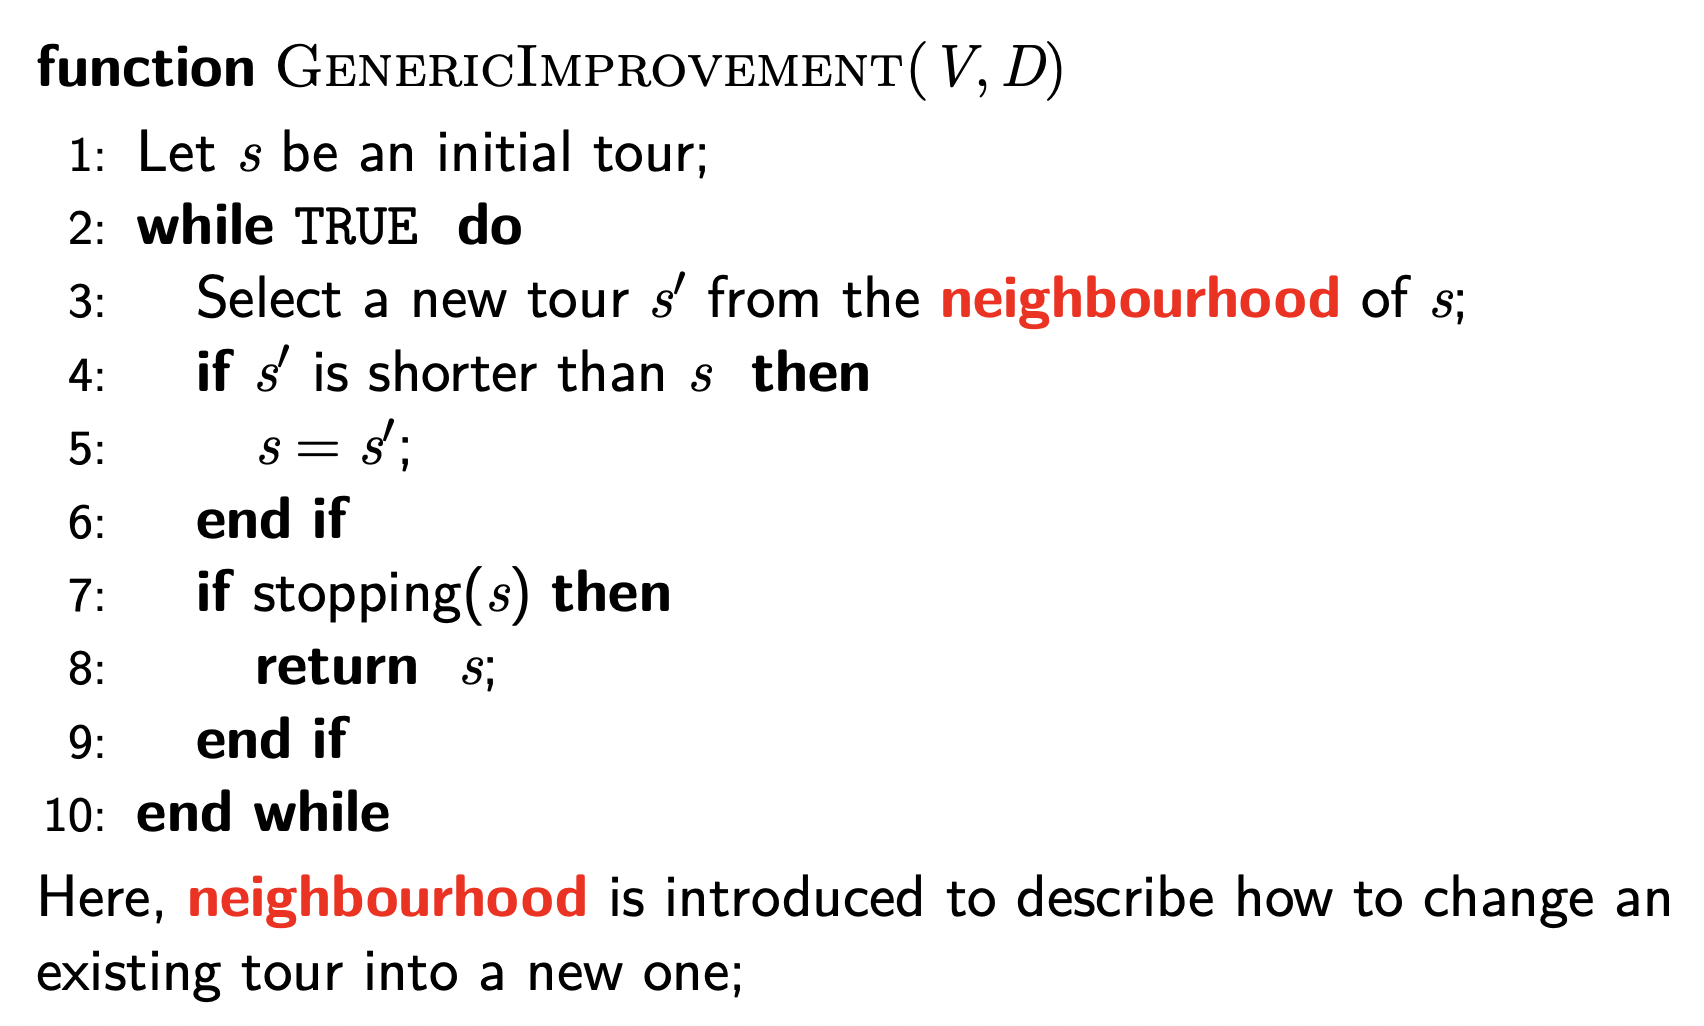 function GENERICIMPROVEMENT( V, D)
1: Let s be an initial tour;
2: while TRUE do
3: Select a new tour s′ from the neighbourhood of s;
4: if s′ is shorter than s then
5: s = s′;
6: end if
7: if stopping(s) then
8: return s;
9: end if
10: end while
Here, neighbourhood is introduced to describe how to change an
existing tour into a new one;